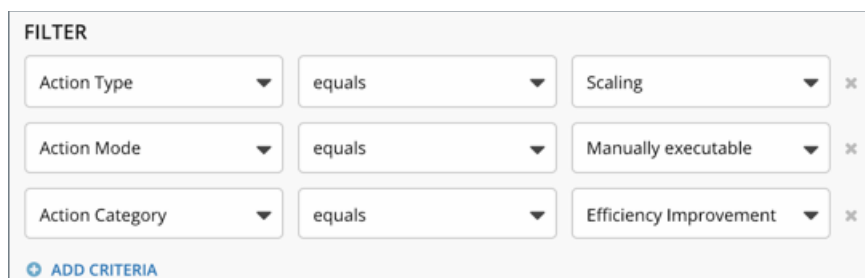 FILTER
Action Type equals Scaling
Action Mode equals Manually executable
Action Category equals Efficiency Improvement
ADD CRITERIA